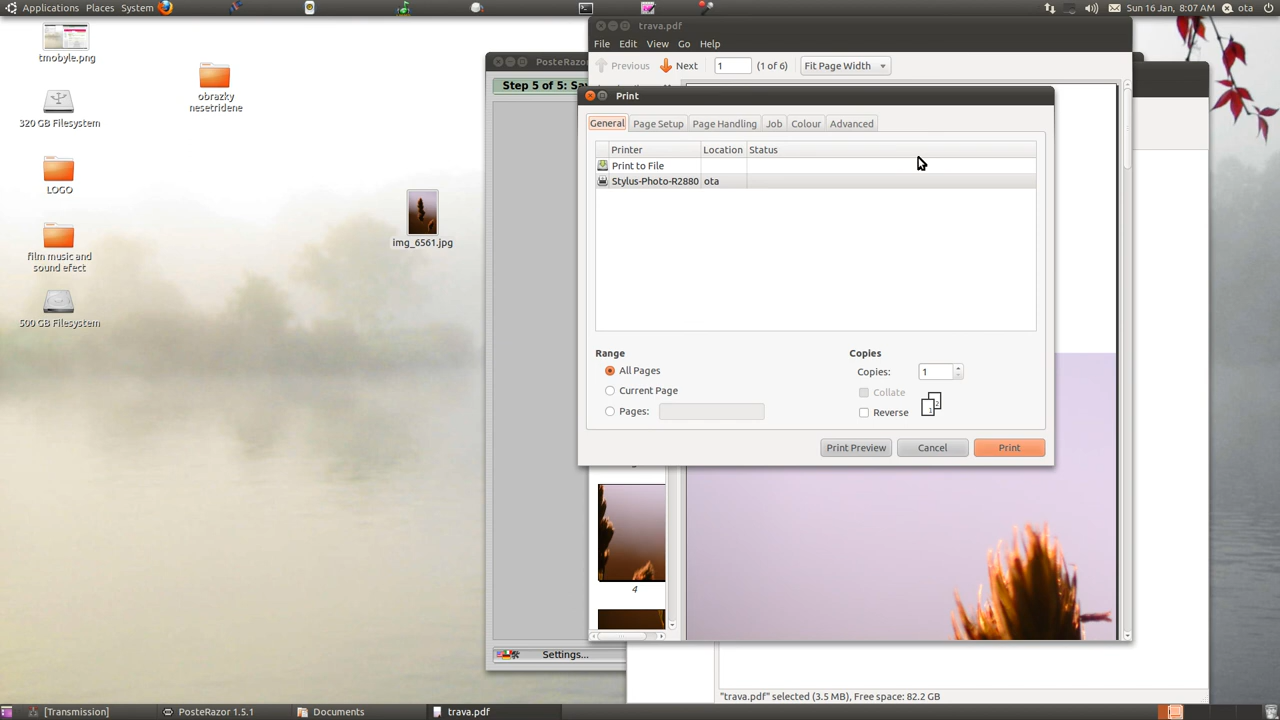 Applications Places System
Sun 16 Jan, 8:07 AM ota
tmobyle.png
320 GB Filesystem
LOGO
film music and
sound efect
500 GB Filesystem
obrazky
nesetridene
img_6561.jpg
PosteRazor
Step 5 of 5:
Settings...
trava.pdf
File Edit View Go Help
Previous Next 1 (1 of 6) Fit Page Width
Print
General Page Setup Page Handling Job Colour Advanced
Printer Location Status
Print to File
Stylus-Photo-R2880 ota
Range
All Pages
Current Page
Pages:
Copies
Copies: 1
Collate
Reverse
1 2
Print Preview Cancel Print
4
"trava.pdf" selected (3.5 MB), Free space: 82.2 GB
[Transmission] PosteRazor 1.5.1 Documents trava.pdf